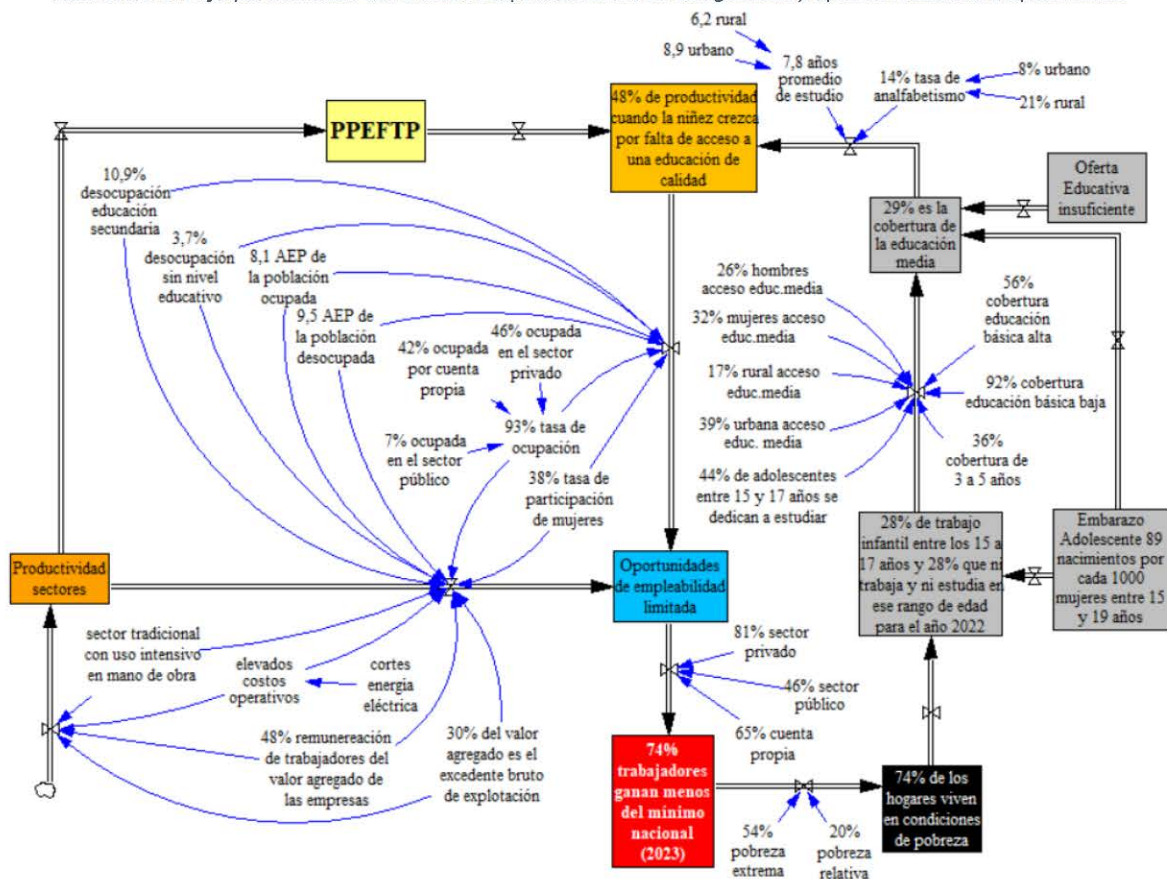 6,2 rural
8,9 urbano
7,8 años
promedio
de estudio
14% tasa de
analfabetismo
8% urbano
21% rural
PPEFTP
48% de productividad
cuando la niñez crezca
por falta de acceso a
una educación de
calidad
Oferta
Educativa
insuficiente
29% es la
cobertura de
la educación
media
10,9%
desocupación
educación
secundaria
3,7%
desocupación
sin nivel
educativo
8,1 AEP de
la población
ocupada
9,5 AEP de
la población
desocupada
42% ocupada
por cuenta
propia
46% ocupada
en el sector
privado
93% tasa de
ocupación
7% ocupada
en el sector
público
38% tasa de
participación
de mujeres
26% hombres
acceso educ.media
32% mujeres acceso
educ.media
17% rural acceso
educ.media
39% urbana acceso
educ. media
44% de adolescentes
entre 15 y 17 años se
dedican a estudiar
56%
cobertura
educación
básica alta
92% cobertura
educación básica baja
36%
cobertura de
3 a 5 años
Productividad
sectores
Oportunidades
de empleabilidad
limitada
28% de trabajo
infantil entre los 15 a
17 años y 28% que ni
trabaja y ni estudia en
ese rango de edad
para el año 2022
Embarazo
Adolescente 89
nacimientos por
cada 1000
mujeres entre 15
y 19 años
sector tradicional
con uso intensivo
en mano de obra
elevados
costos
operativos
cortes
energía
eléctrica
48% remunereación
de trabajadores del
valor agregado de
las empresas
30% del valor
agregado es el
excedente bruto
de explotación
81% sector
privado
46% sector
público
65% cuenta
propia
74%
trabajadores
ganan menos
del mínimo
nacional
(2023)
54%
pobreza
extrema
20%
pobreza
relativa
74% de los
hogares viven
en condiciones
de pobreza